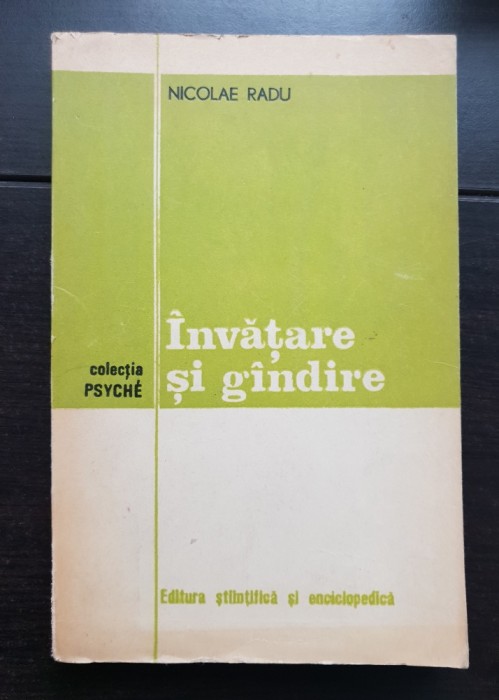 NICOLAE RADU
Învățare
și gîndire
colecția
PSYCHÉ
Editura științifică și enciclopedică